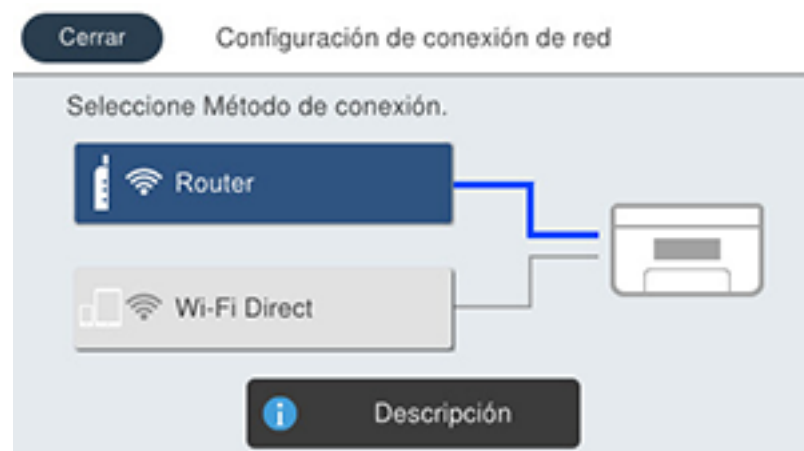 Cerrar Configuración de conexión de red
Seleccione Método de conexión.
Router
Wi-Fi Direct
Descripción